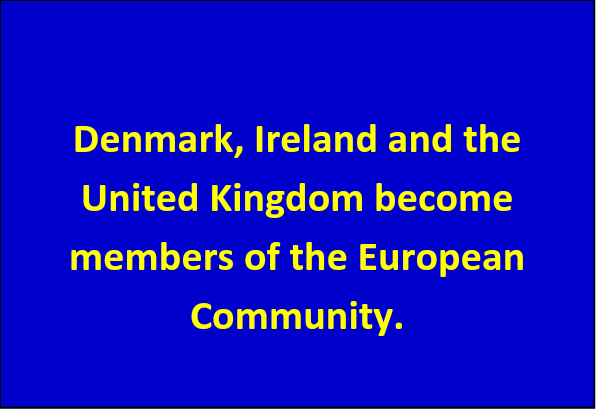 Denmark, Ireland and the
United Kingdom become
members of the European
Community.